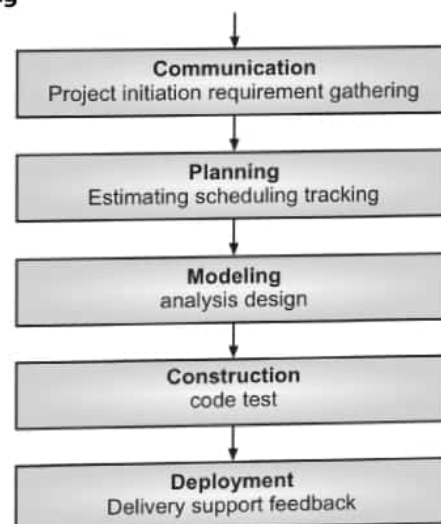 Communication
Project initiation requirement gathering
Planning
Estimating scheduling tracking
Modeling
analysis design
Construction
code test
Deployment
Delivery support feedback